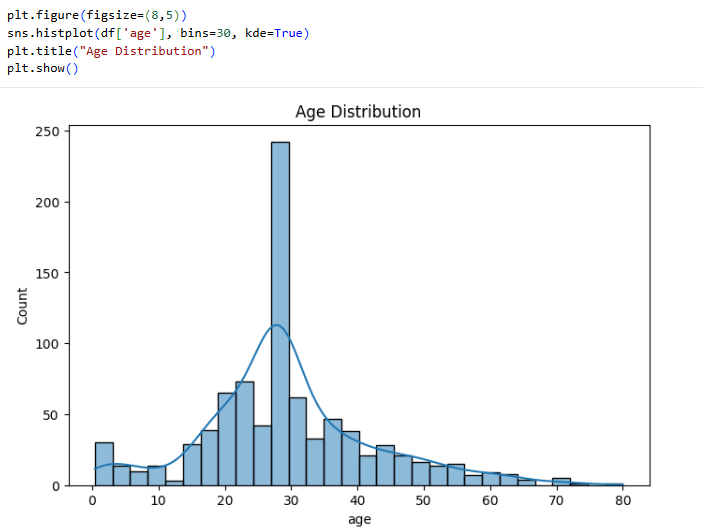 plt.figure(figsize=(8,5))
sns.histplot(df['age'], bins=30, kde=True)
plt.title("Age Distribution")
plt.show()
Age Distribution
250
200
150
100
50
0
Count
0 10 20 30 40 50 60 70 80
age